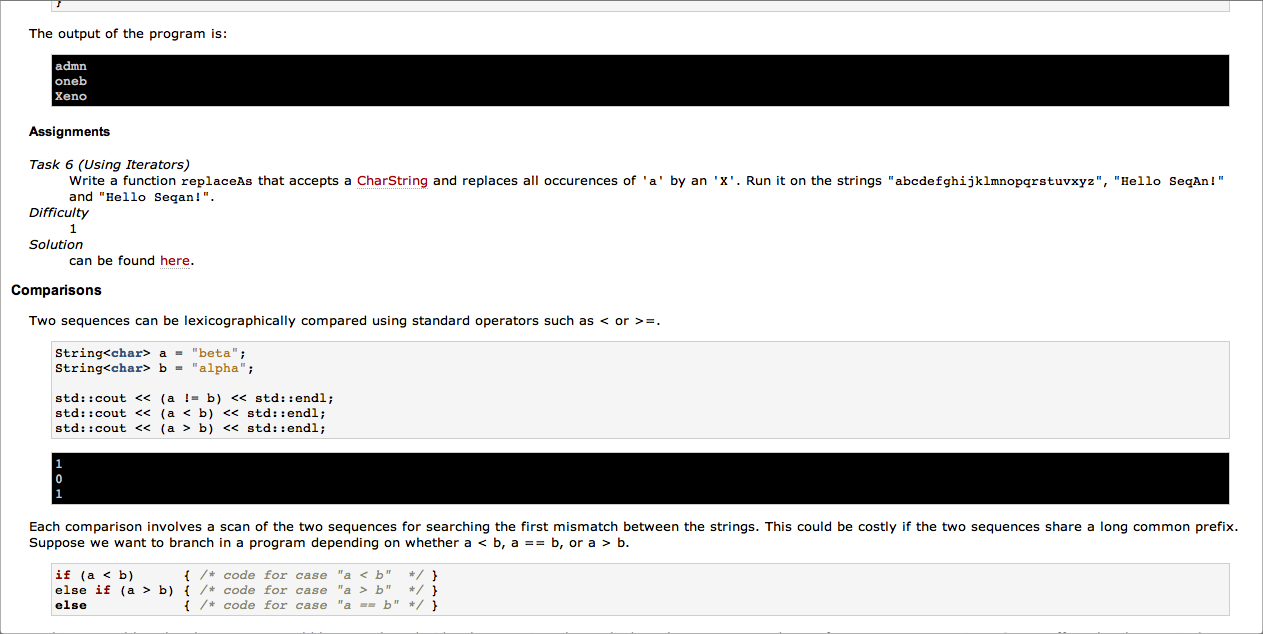 }
The output of the program is:
admn
oneb
Xeno
Assignments
Task 6 (Using Iterators)
Write a function replaceAs that accepts a CharString and replaces all occurences of 'a' by an 'X'. Run it on the strings "abcdefghijklmnopqrstuvxyz", "Hello SeqAn!"
and "Hello Seqan!".
Difficulty
1
Solution
can be found here.
Comparisons
Two sequences can be lexicographically compared using standard operators such as < or >=.
String<char> a = "beta";
String<char> b = "alpha";
std::cout << (a != b) << std::endl;
std::cout << (a < b) << std::endl;
std::cout << (a > b) << std::endl;
1
0
1
Each comparison involves a scan of the two sequences for searching the first mismatch between the strings. This could be costly if the two sequences share a long common prefix.
Suppose we want to branch in a program depending on whether a < b, a == b, or a > b.
if (a < b)      { /* code for case "a < b"  */ }
else if (a > b) { /* code for case "a > b"  */ }
else            { /* code for case "a == b" */ }